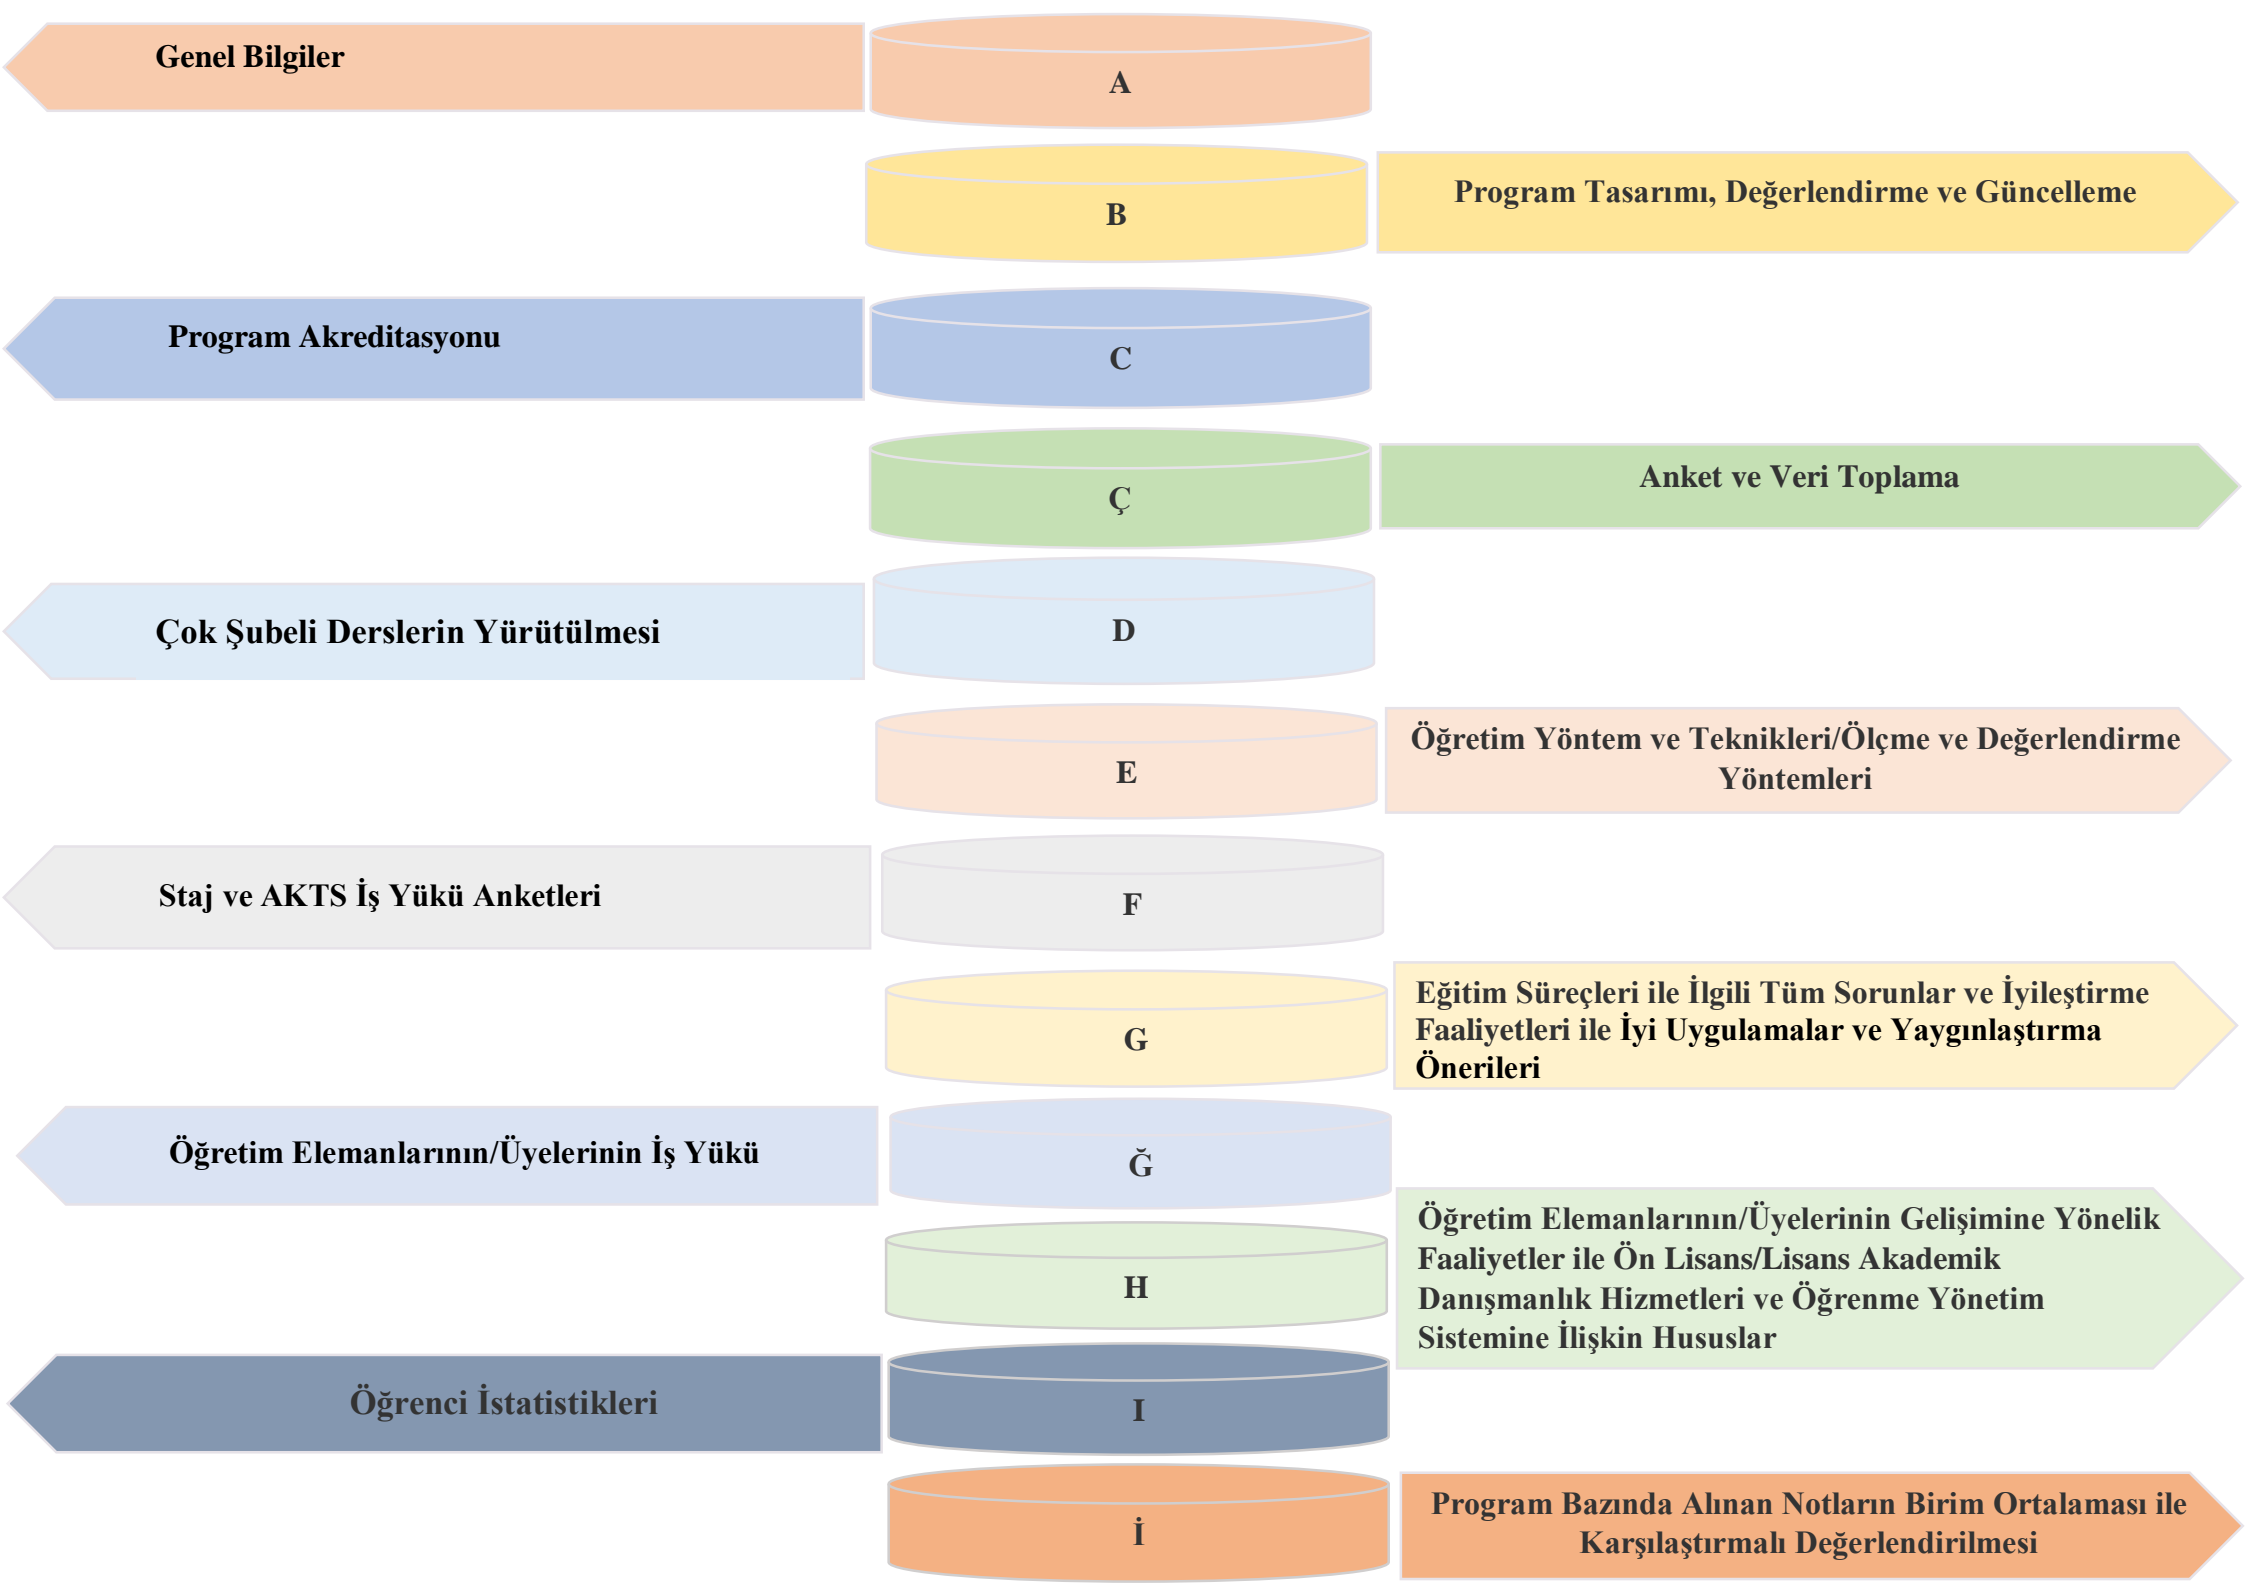 Genel Bilgiler
A
B
Program Tasarımı, Değerlendirme ve Güncelleme
Program Akreditasyonu
C
Ç
Anket ve Veri Toplama
Çok Şubeli Derslerin Yürütülmesi
D
E
Öğretim Yöntem ve Teknikleri/Ölçme ve Değerlendirme
Yöntemleri
Staj ve AKTS İş Yükü Anketleri
F
G
Eğitim Süreçleri ile İlgili Tüm Sorunlar ve İyileştirme
Faaliyetleri ile İyi Uygulamalar ve Yaygınlaştırma
Önerileri
Öğretim Elemanlarının/Üyelerinin İş Yükü
Ğ
H
Öğretim Elemanlarının/Üyelerinin Gelişimine Yönelik
Faaliyetler ile Ön Lisans/Lisans Akademik
Danışmanlık Hizmetleri ve Öğrenme Yönetim
Sistemine İlişkin Hususlar
Öğrenci İstatistikleri
I
İ
Program Bazında Alınan Notların Birim Ortalaması ile
Karşılaştırmalı Değerlendirilmesi